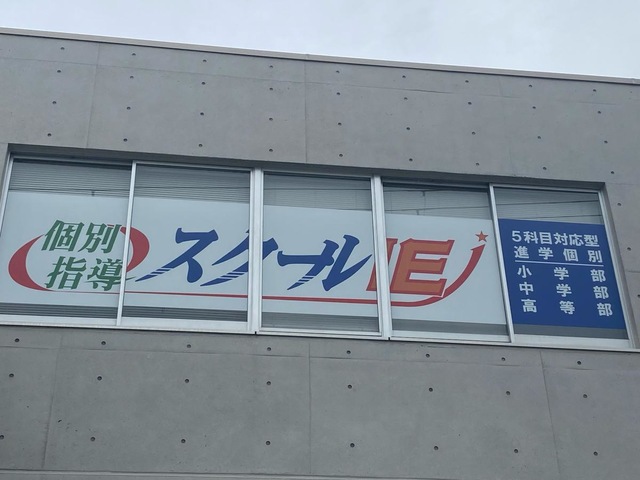 個別
指導
スクールIE
5科目対応型
進学個別
小学部
中学部
高等部